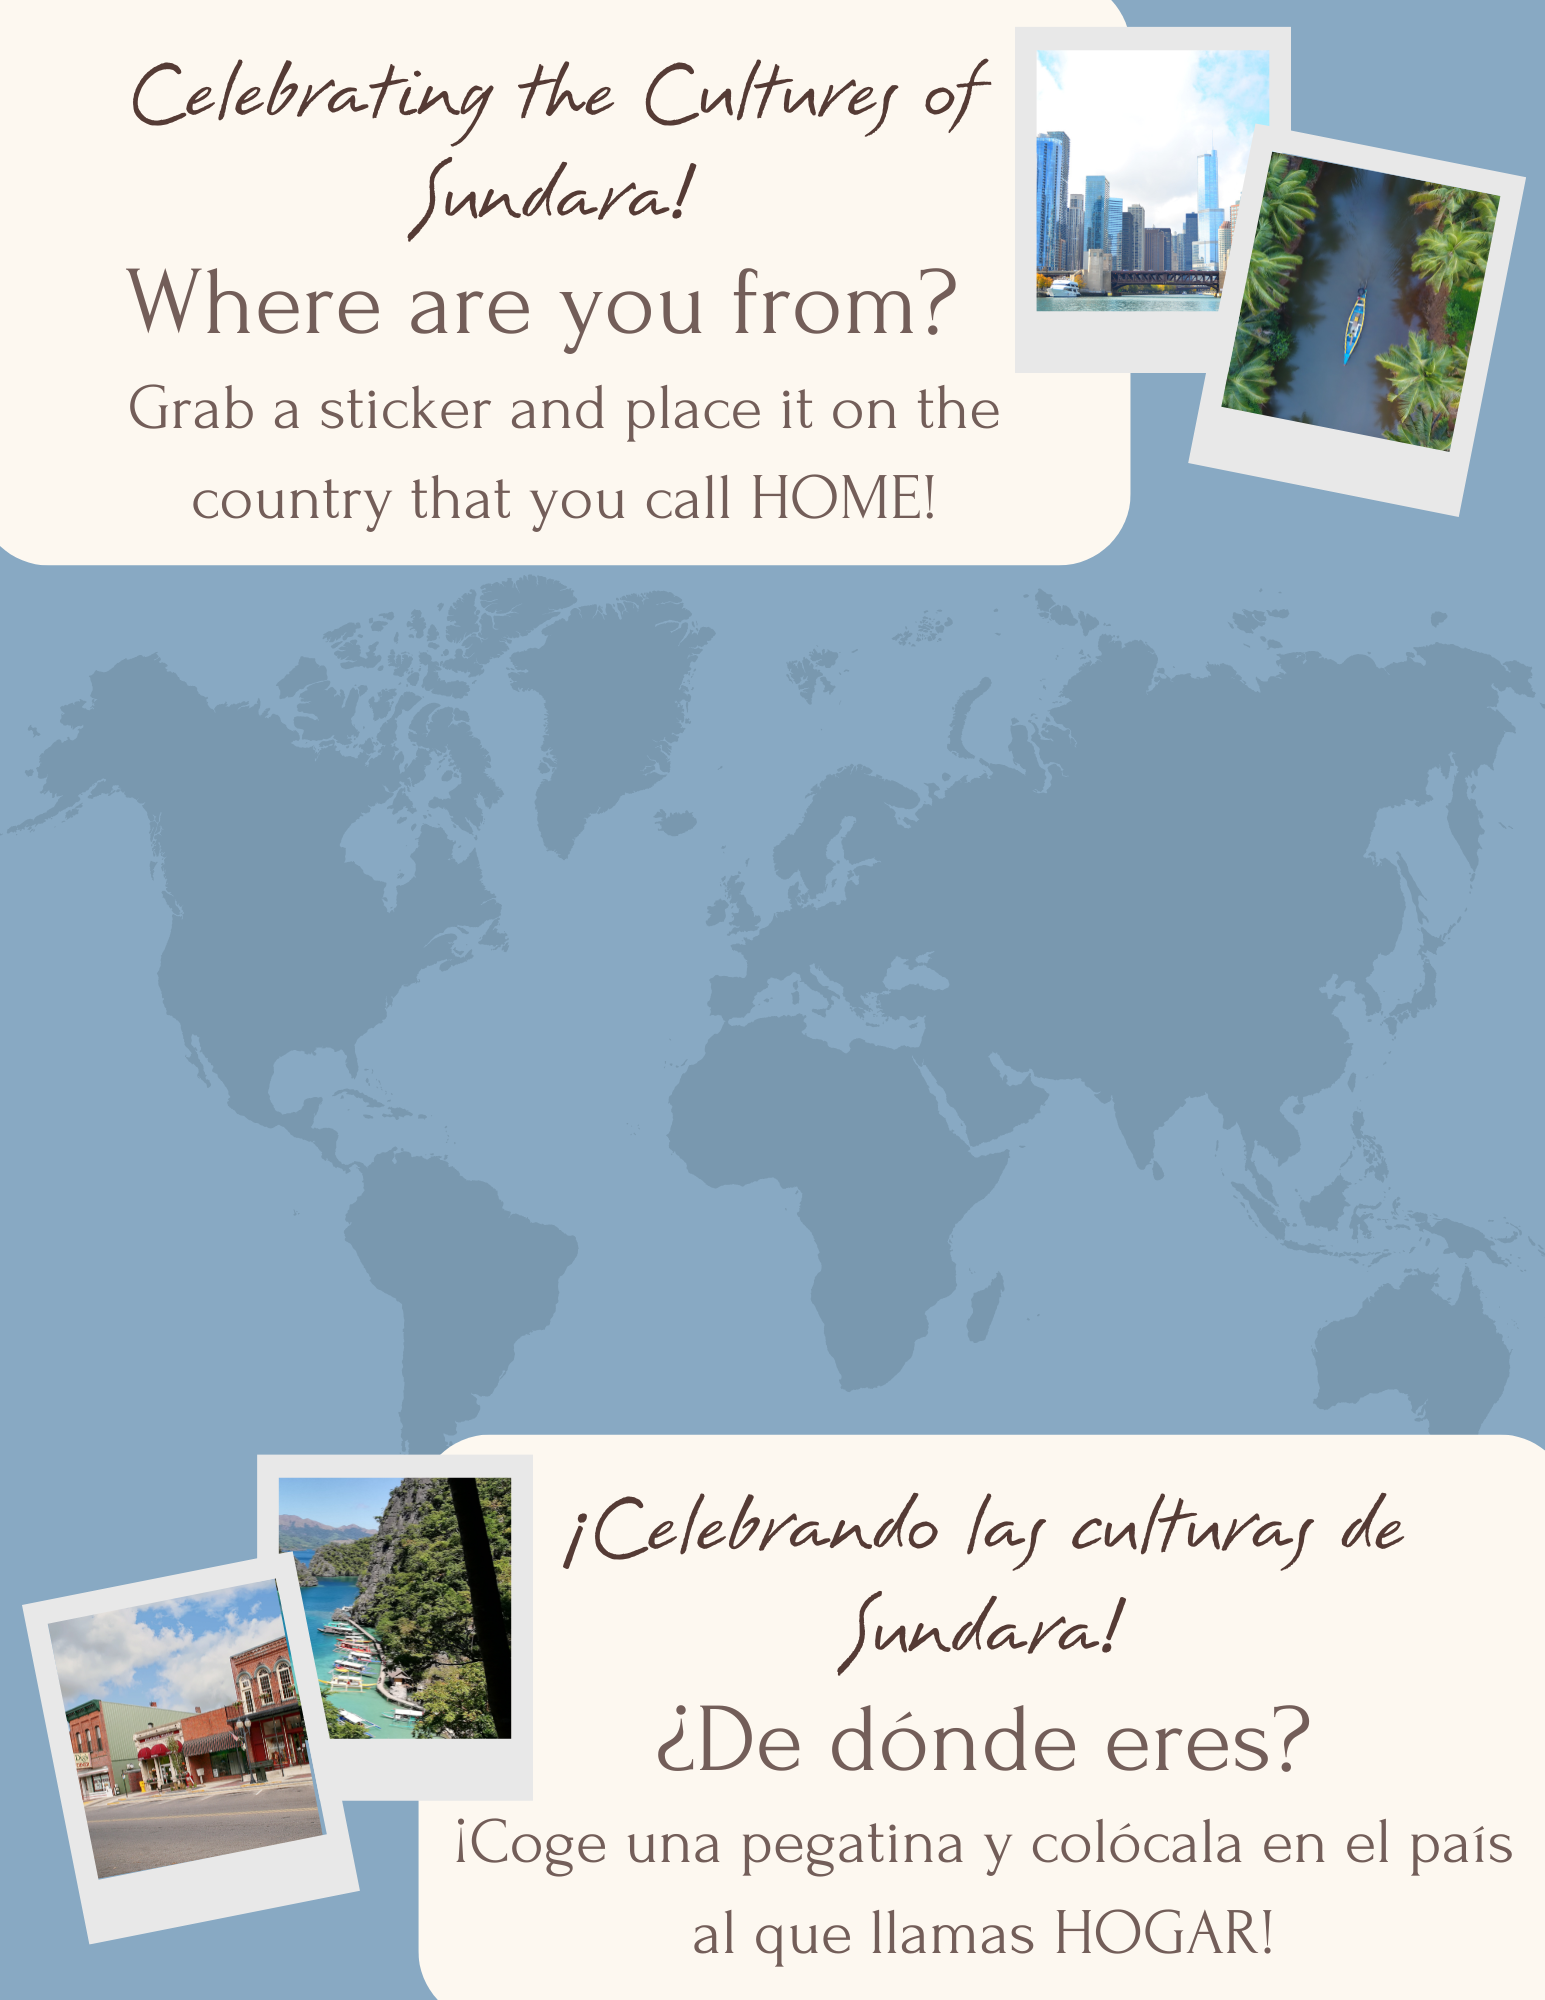 Celebrating the Cultures of
Sundara!
Where are you from?
Grab a sticker and place it on the
country that you call HOME!
¡Celebrando las culturas de
Sundara!
¿De dónde eres?
¡Coge una pegatina y colócala en el país
al que llamas HOGAR!